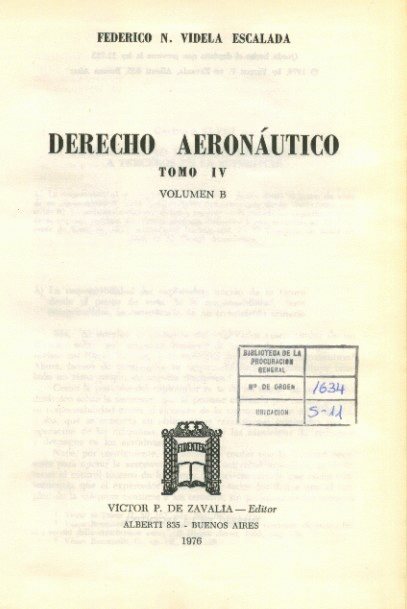 FEDERICO N. VIDELA ESCALADA
DERECHO AERONÁUTICO
TOMO IV
VOLUMEN B
BIBLIOTECA DE LA
PROCURACION
GENERAL
Nº DE ORDEN 1634
UBICACION S-11
VICTOR P. DE ZAVALIA — Editor
ALBERTI 835 - BUENOS AIRES
1976